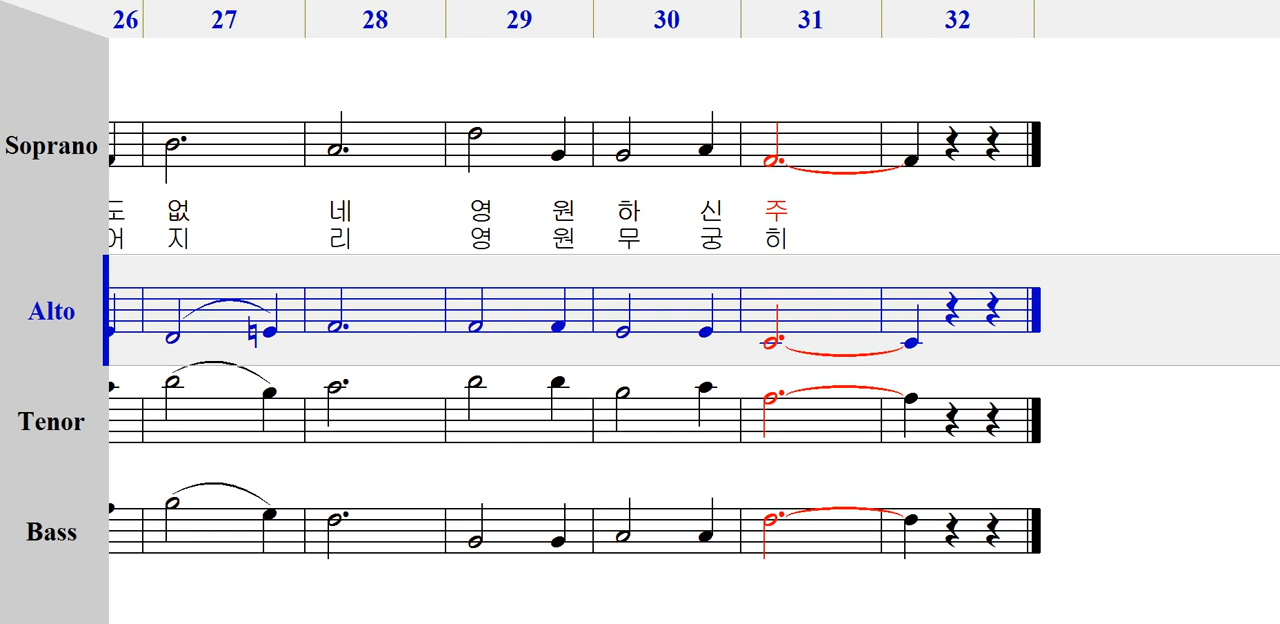 26 27 28 29 30 31 32
Soprano
도 없 네 영 원 하 신 주
어 지 리 영 원 무 궁 히
Alto
Tenor
Bass